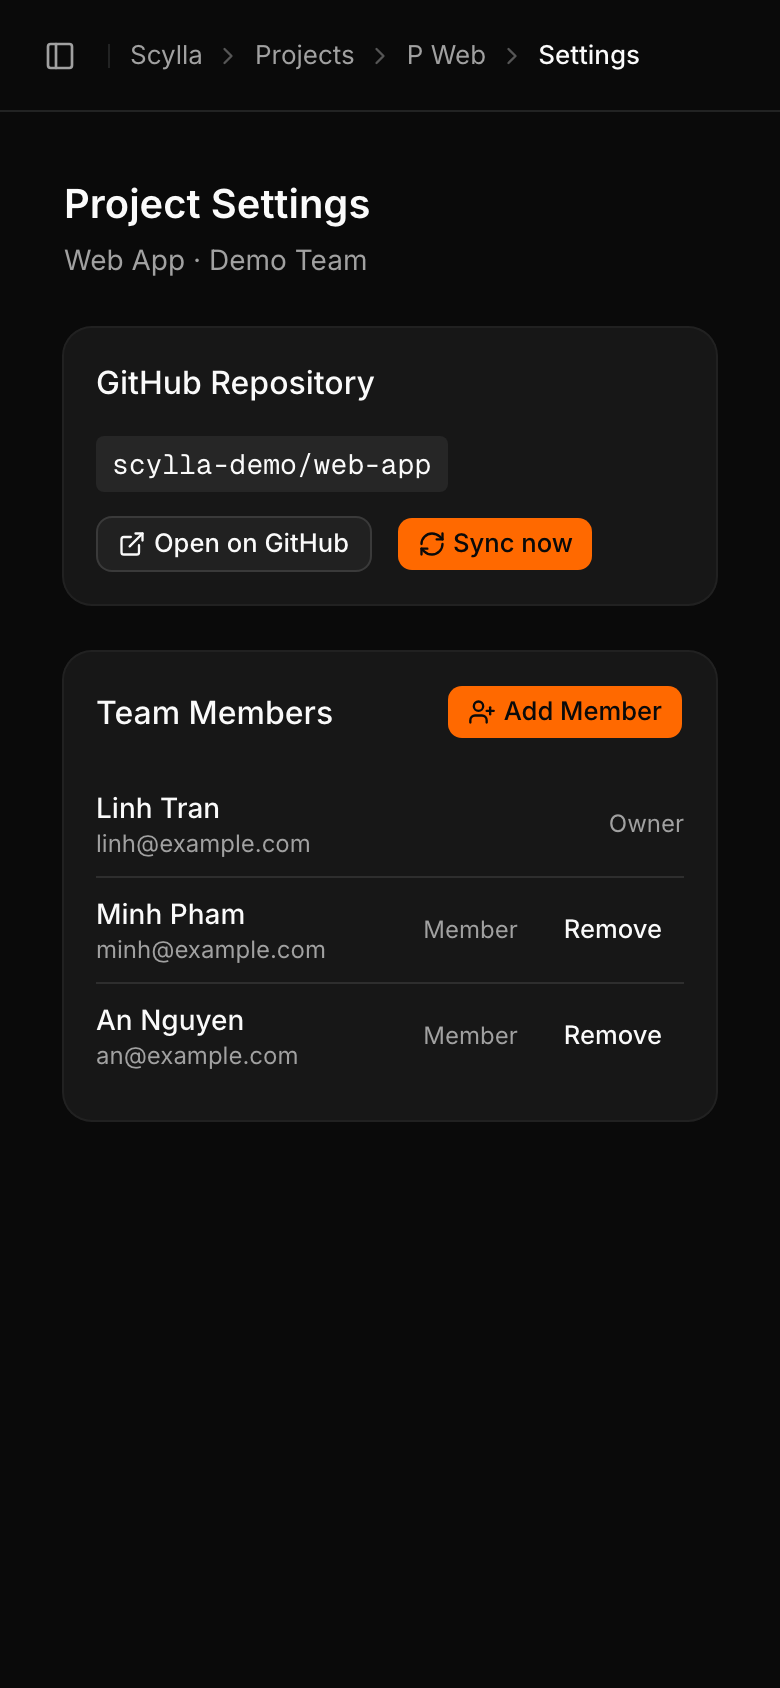 Scylla > Projects > P Web > Settings
Project Settings
Web App · Demo Team
GitHub Repository
scylla-demo/web-app
Open on GitHub Sync now
Team Members Add Member
Linh Tran
linh@example.com
Owner
Minh Pham
minh@example.com
Member Remove
An Nguyen
an@example.com
Member Remove